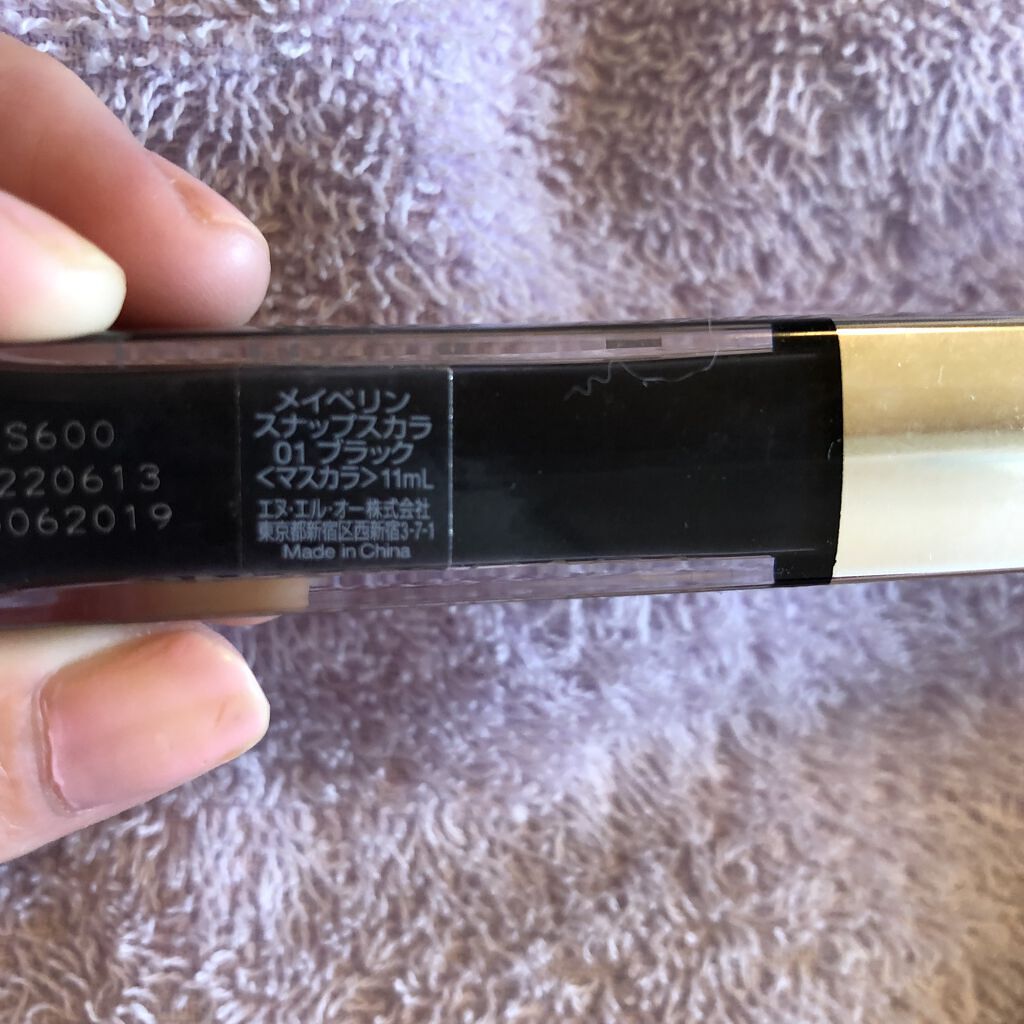 S600
220613
062019
メイベリン
スナップスカラ
01 ブラック
<マスカラ>11mL
エヌ・エル・オー株式会社
東京都新宿区西新宿3-7-1
Made in China